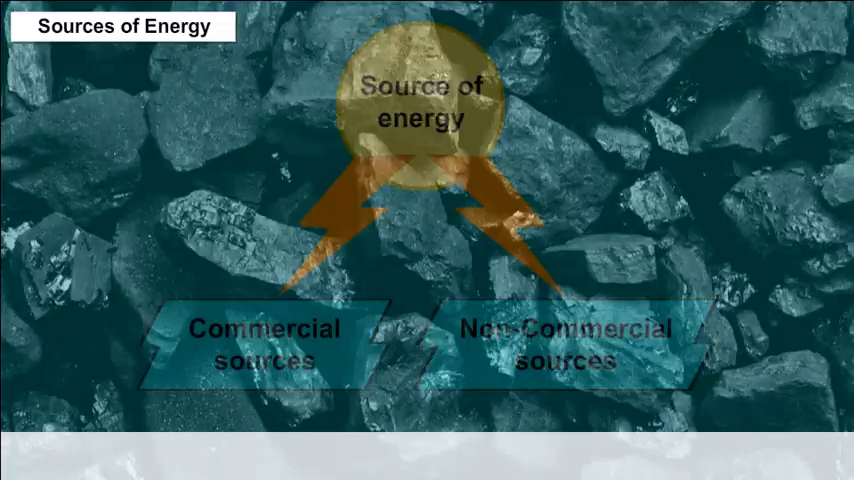 Sources of Energy
Source of
energy
Commercial
sources
Non-Commercial
sources